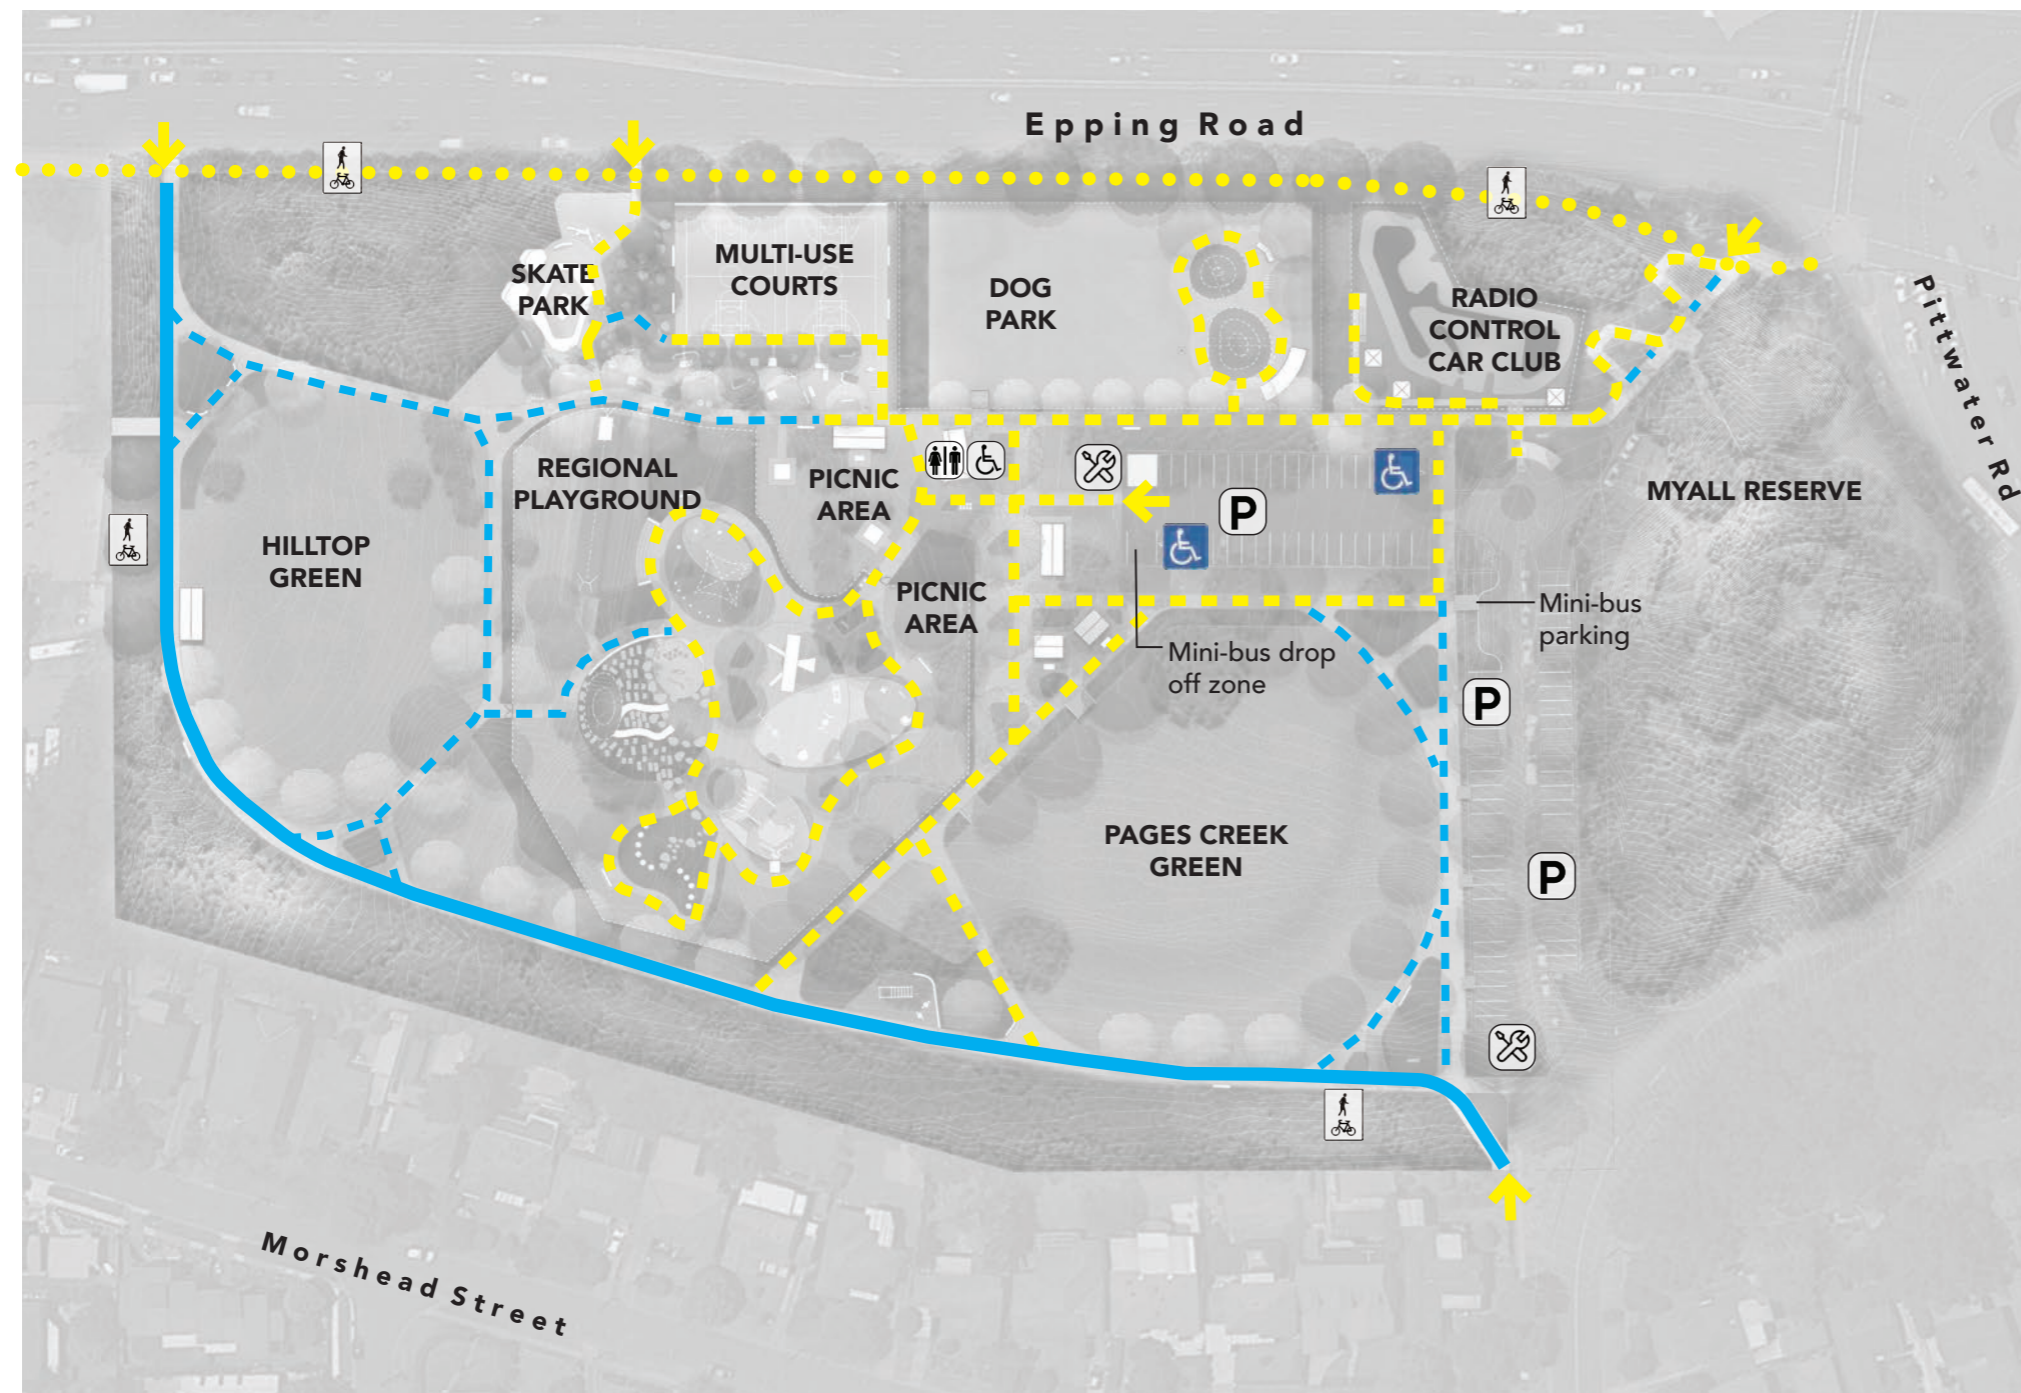 Epping Road
MULTI-USE
COURTS
SKATE
PARK
DOG
PARK
RADIO
CONTROL
CAR CLUB
Pittwater Rd
REGIONAL
PLAYGROUND
PICNIC
AREA
P
MYALL RESERVE
HILLTOP
GREEN
PICNIC
AREA
Mini-bus
parking
Mini-bus drop
off zone
P
PAGES CREEK
GREEN
P
Morshead Street